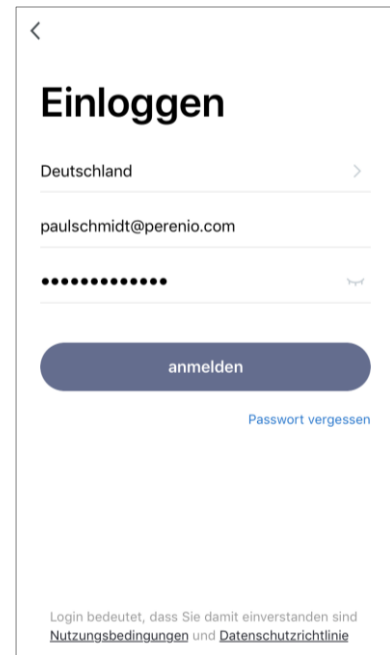 Einloggen
Deutschland
paulschmidt@perenio.com
•••••••••••••
anmelden
Passwort vergessen
Login bedeutet, dass Sie damit einverstanden sind
Nutzungsbedingungen und Datenschutzrichtlinie